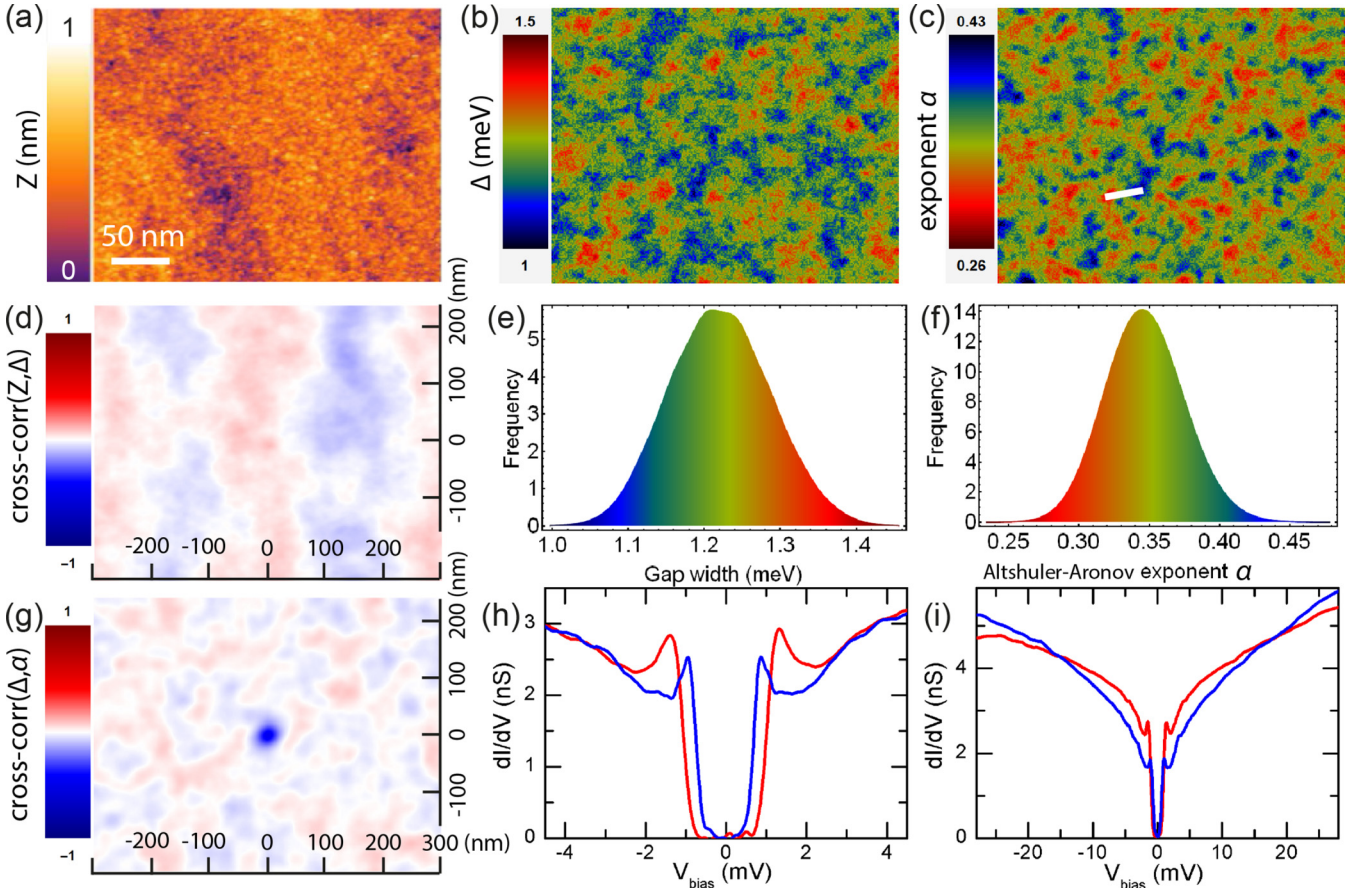 (a)
1
Z (nm)
0
50 nm
(b)
1.5
Δ (meV)
1
(c)
0.43
exponent α
0.26
(d)
1
cross-corr(Z,Δ)
−1
-200 -100 0 100 200
200 (nm)
100
0
-100
(nm)
(e)
Frequency
5
4
3
2
1
0
1.0 1.1 1.2 1.3 1.4
Gap width (meV)
(f)
Frequency
14
12
10
8
6
4
2
0
0.25 0.30 0.35 0.40 0.45
Altshuler-Aronov exponent α
(g)
1
cross-corr(Δ,α)
−1
-200 -100 0 100 200 300 (nm)
200
100
0
-100
(h)
dI/dV (nS)
3
2
1
0
-4 -2 0 2 4
Vbias (mV)
(i)
dI/dV (nS)
4
2
0
-20 -10 0 10 20
Vbias (mV)